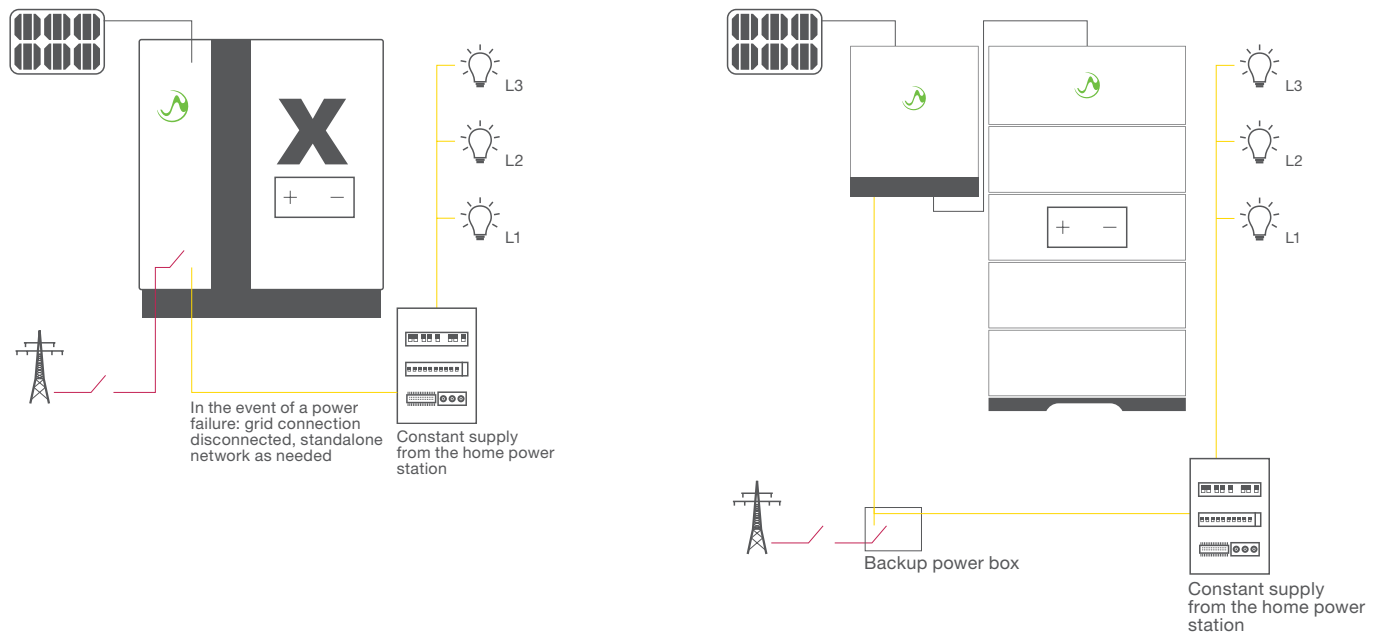 L3
L2
L1
X
+ −
In the event of a power
failure: grid connection
disconnected, standalone
network as needed
Constant supply
from the home power
station
L3
L2
L1
+ −
Backup power box
Constant supply
from the home power
station